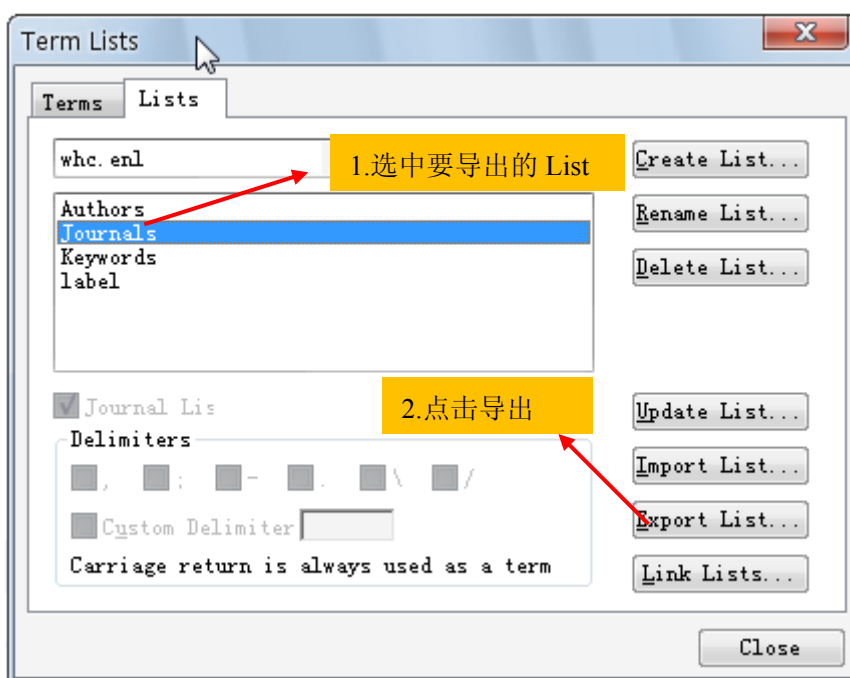 Term Lists
Terms Lists
whc.enl
1.选中要导出的 List
Create List...
Authors
Journals
Keywords
label
Rename List...
Delete List...
Journal Lis
2.点击导出
Update List...
Delimiters
, ; - . \ /
Import List...
Custom Delimiter
Export List...
Carriage return is always used as a term
Link Lists...
Close